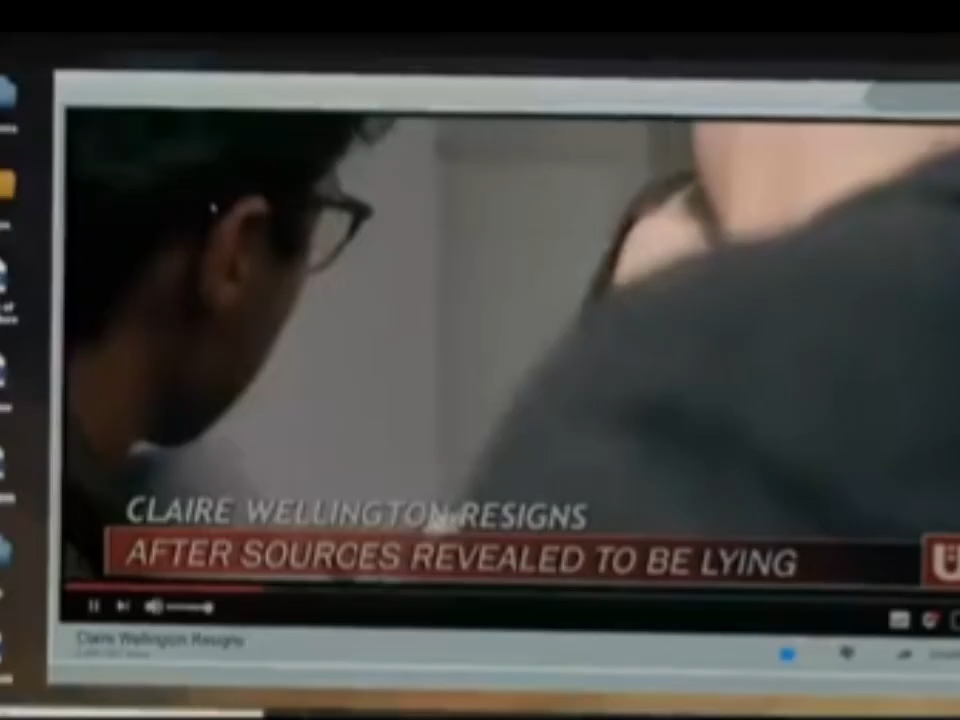 CLAIRE WELLINGTON RESIGNS
AFTER SOURCES REVEALED TO BE LYING
Claire Wellington Resigns